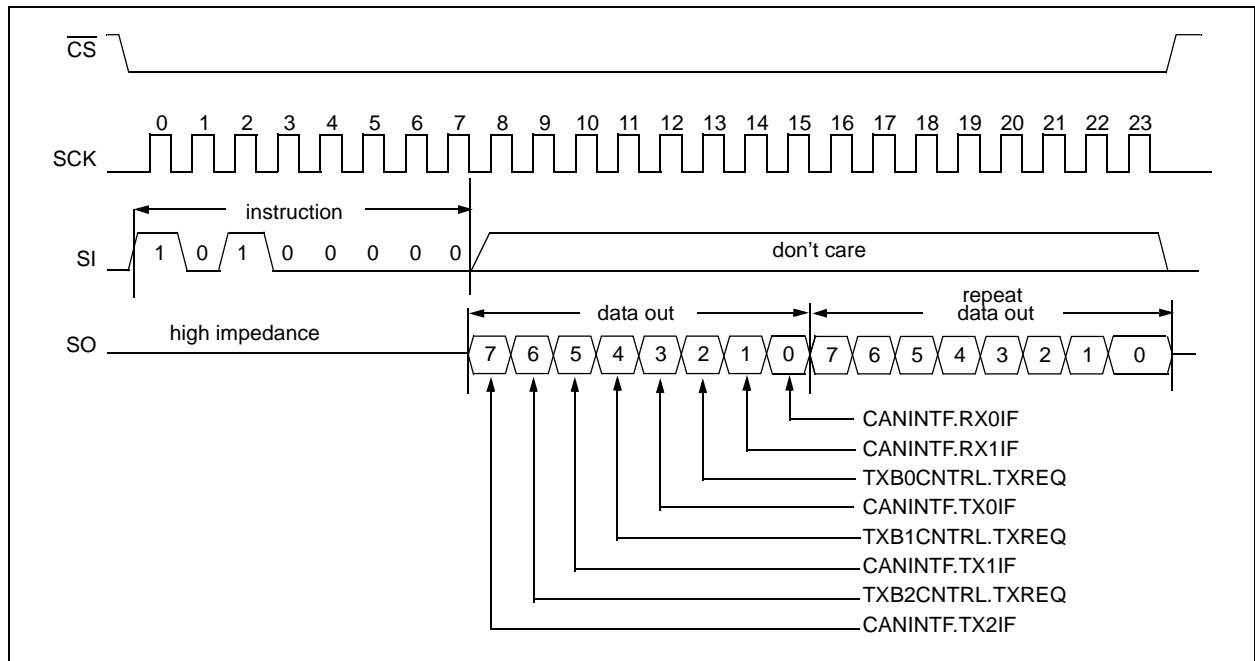 CS
0 1 2 3 4 5 6 7 8 9 10 11 12 13 14 15 16 17 18 19 20 21 22 23
SCK
instruction
SI 1 0 1 0 0 0 0 0 don't care
repeat
data out data out
high impedance
SO 7 6 5 4 3 2 1 0 7 6 5 4 3 2 1 0
CANINTF.RX0IF
CANINTF.RX1IF
TXB0CNTRL.TXREQ
CANINTF.TX0IF
TXB1CNTRL.TXREQ
CANINTF.TX1IF
TXB2CNTRL.TXREQ
CANINTF.TX2IF